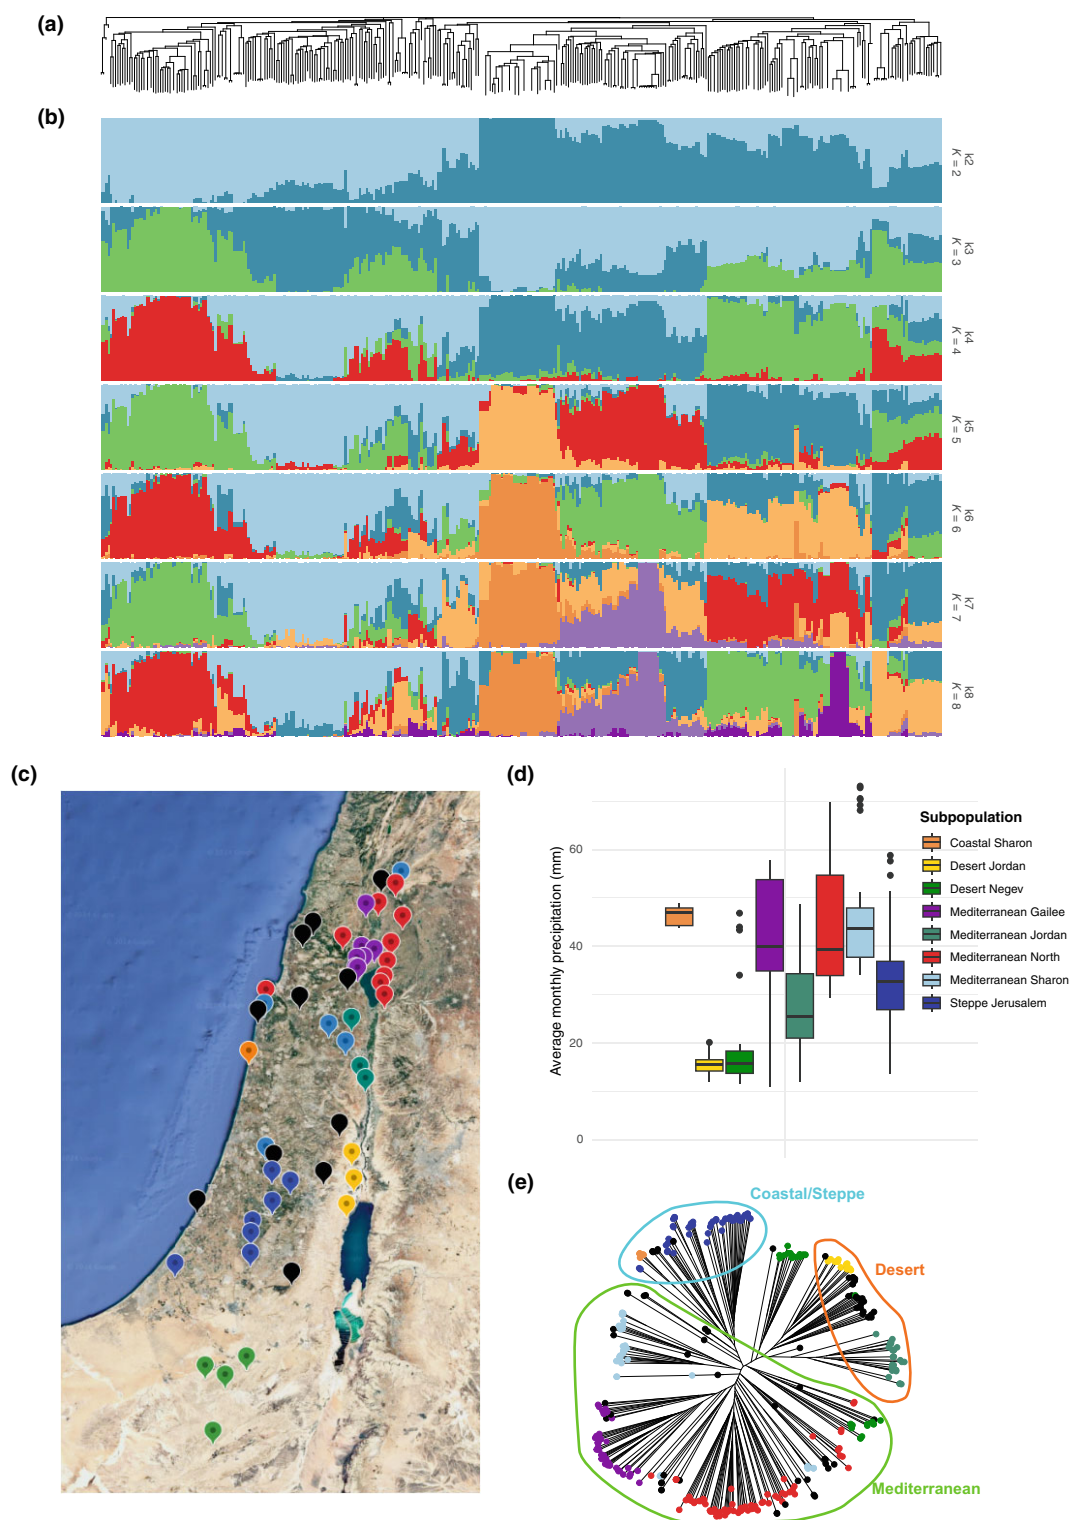 (a)
(b)
k2
K = 2
k3
K = 3
k4
K = 4
k5
K = 5
k6
K = 6
k7
K = 7
k8
K = 8
(c)
(d)
Average monthly precipitation (mm)
60
40
20
0
Subpopulation
Coastal Sharon
Desert Jordan
Desert Negev
Mediterranean Gailee
Mediterranean Jordan
Mediterranean North
Mediterranean Sharon
Steppe Jerusalem
(e)
Coastal/Steppe
Desert
Mediterranean